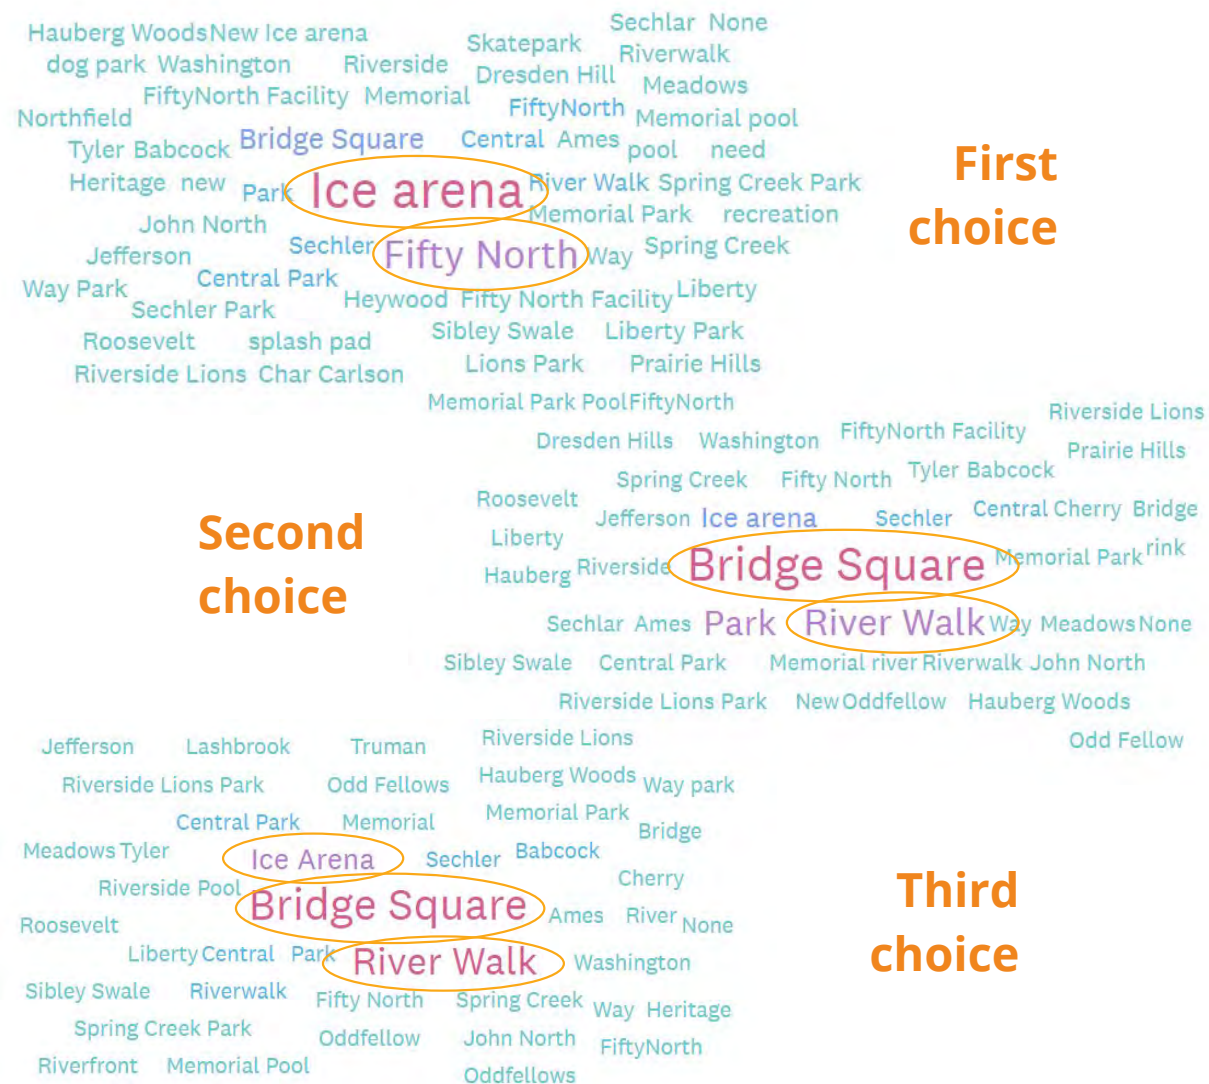 Hauberg Woods New Ice arena Skatepark Sechlar None
dog park Washington Riverside Dresden Hill Riverwalk
FiftyNorth Facility Memorial FiftyNorth Meadows
Northfield Memorial pool
Tyler Babcock Bridge Square Central Ames pool need
Heritage new Park Ice arena River Walk Spring Creek Park
John North Memorial Park recreation
Jefferson Sechler Fifty North Way Spring Creek
Way Park Central Park Heywood Fifty North Facility Liberty
Sechler Park Sibley Swale Liberty Park
Roosevelt splash pad Lions Park Prairie Hills
Riverside Lions Char Carlson
First
choice
Memorial Park Pool FiftyNorth Riverside Lions
Dresden Hills Washington FiftyNorth Facility Prairie Hills
Spring Creek Fifty North Tyler Babcock
Roosevelt Jefferson Ice arena Sechler Central Cherry Bridge
Liberty Riverside Bridge Square Memorial Park rink
Hauberg
Sechlar Ames Park River Walk Way Meadows None
Sibley Swale Central Park Memorial river Riverwalk John North
Riverside Lions Park New Oddfellow Hauberg Woods
Odd Fellow
Second
choice
Jefferson Lashbrook Truman Riverside Lions
Riverside Lions Park Odd Fellows Hauberg Woods Way park
Central Park Memorial Memorial Park Bridge
Meadows Tyler Ice Arena Sechler Babcock
Riverside Pool Bridge Square Cherry
Roosevelt Ames River None
Liberty Central Park River Walk Washington
Sibley Swale Riverwalk Fifty North Spring Creek Way Heritage
Spring Creek Park Oddfellow John North FiftyNorth
Riverfront Memorial Pool Oddfellows
Third
choice